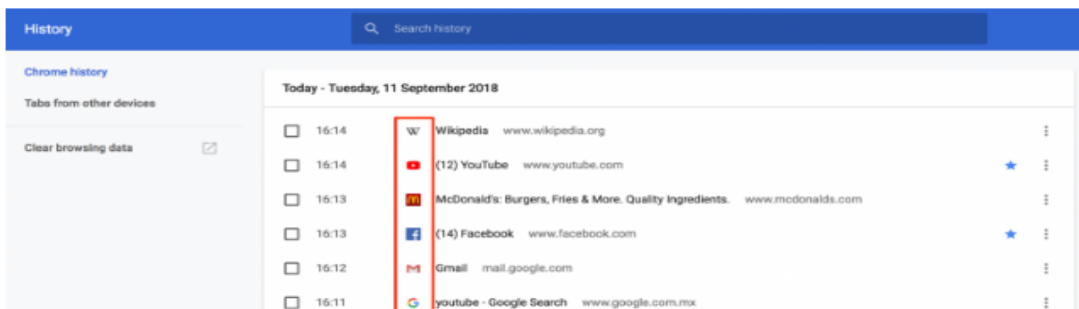 History
Search history
Chrome history
Tabs from other devices
Clear browsing data
Today - Tuesday, 11 September 2018
16:14 W Wikipedia www.wikipedia.org
16:14 (12) YouTube www.youtube.com
16:13 m McDonald's: Burgers, Fries & More. Quality Ingredients. www.mcdonalds.com
16:13 f (14) Facebook www.facebook.com
16:12 M Gmail mail.google.com
16:11 G youtube - Google Search www.google.com.mx